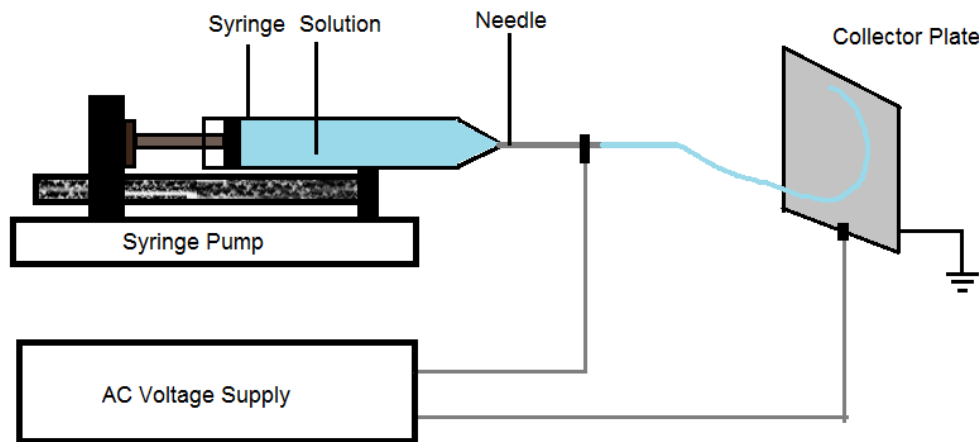 Syringe
Solution
Needle
Collector Plate
Syringe Pump
AC Voltage Supply